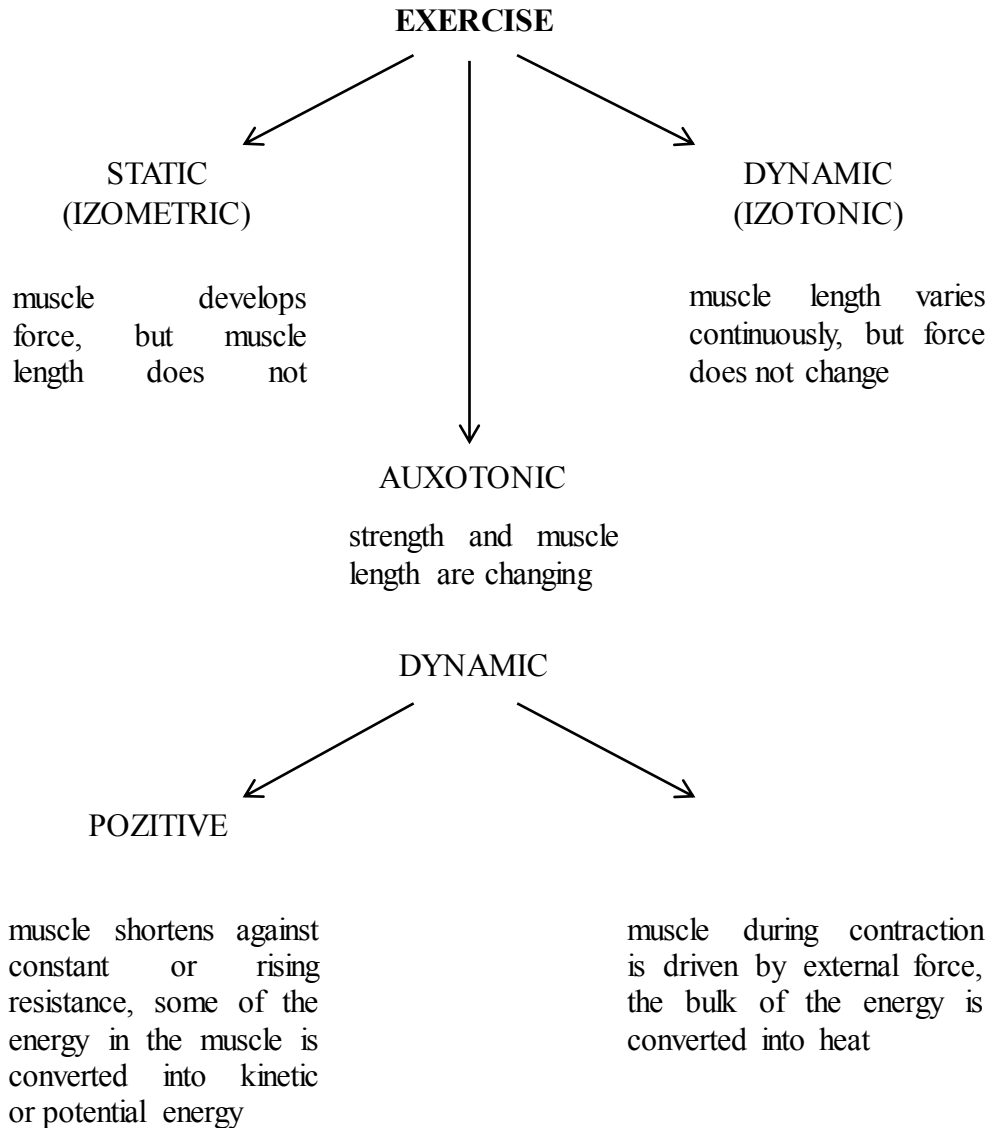 EXERCISE
STATIC
(IZOMETRIC)
muscle develops
force, but muscle
length does not
DYNAMIC
(IZOTONIC)
muscle length varies
continuously, but force
does not change
AUXOTONIC
strength and muscle
length are changing
DYNAMIC
POZITIVE
muscle shortens against
constant or rising
resistance, some of the
energy in the muscle is
converted into kinetic
or potential energy
muscle during contraction
is driven by external force,
the bulk of the energy is
converted into heat